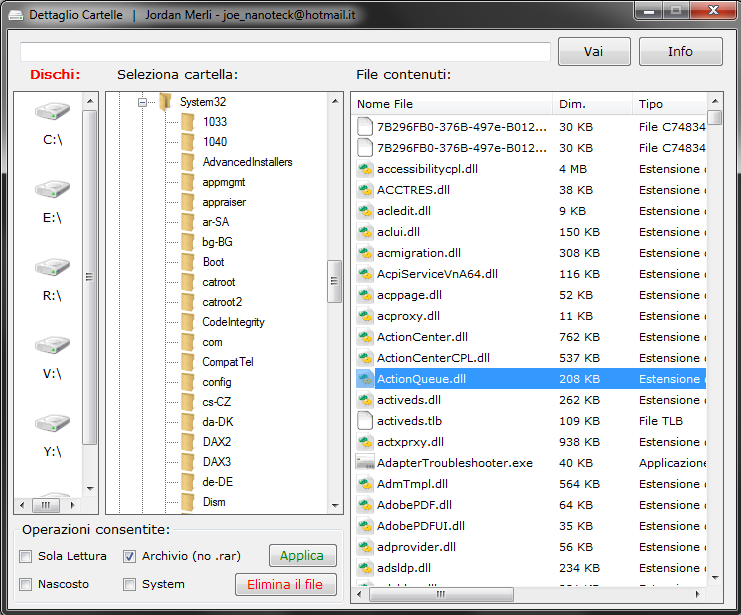 Dettaglio Cartelle | Jordan Merli - joe_nanoteck@hotmail.it
Vai
Info
Dischi:
Seleziona cartella:
File contenuti:
C:\
E:\
R:\
V:\
Y:\
System32
1033
1040
AdvancedInstallers
appmgmt
appraiser
ar-SA
bg-BG
Boot
catroot
catroot2
CodeIntegrity
com
CompatTel
config
cs-CZ
da-DK
DAX2
DAX3
de-DE
Dism
Nome File Dim. Tipo
7B296FB0-376B-497e-B012... 30 KB File C74834
7B296FB0-376B-497e-B012... 30 KB File C74834
accessibilitycpl.dll 4 MB Estensione
ACCTRES.dll 38 KB Estensione
acledit.dll 9 KB Estensione
aclui.dll 150 KB Estensione
acmigration.dll 308 KB Estensione
AcpiServiceVnA64.dll 116 KB Estensione
acppage.dll 52 KB Estensione
acproxy.dll 11 KB Estensione
ActionCenter.dll 762 KB Estensione
ActionCenterCPL.dll 537 KB Estensione
ActionQueue.dll 208 KB Estensione
activeds.dll 262 KB Estensione
activeds.tlb 109 KB File TLB
actxprxy.dll 938 KB Estensione
AdapterTroubleshooter.exe 40 KB Applicazione
AdmTmpl.dll 564 KB Estensione
AdobePDF.dll 64 KB Estensione
AdobePDFUI.dll 35 KB Estensione
adprovider.dll 56 KB Estensione
adsldp.dll 234 KB Estensione
Operazioni consentite:
Sola Lettura
Archivio (no .rar)
Applica
Nascosto
System
Elimina il file